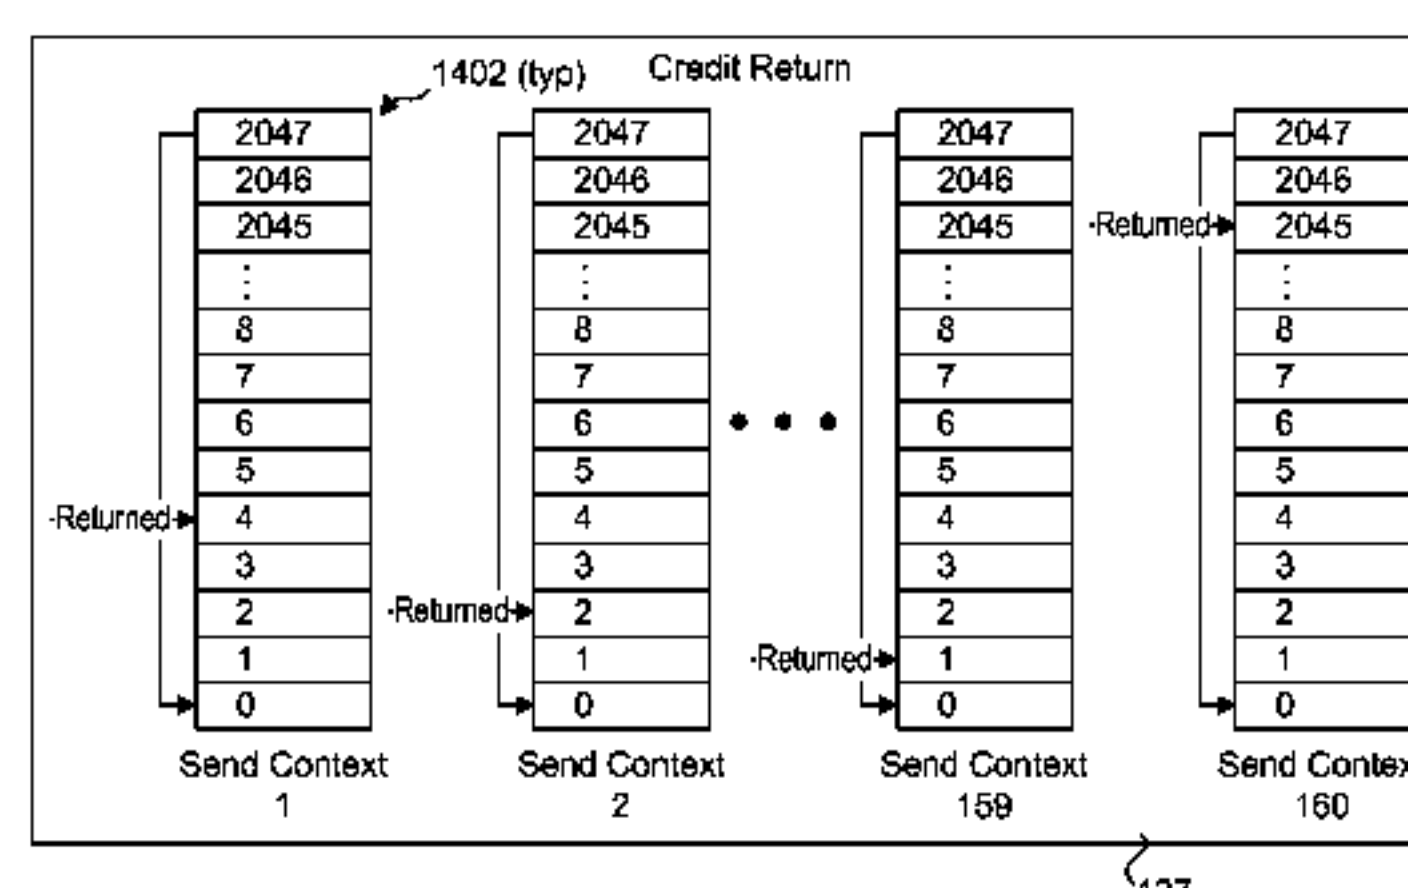 1402 (typ) Credit Return
2047 2047 2047 2047
2046 2046 2046 2046
2045 2045 2045 Returned 2045
⋮ ⋮ ⋮ ⋮
8 8 8 8
7 7 7 7
6 6 • • • 6 6
5 5 5 5
Returned 4 4 4 4
3 3 3 3
2 Returned 2 2 2
1 1 Returned 1 1
0 0 0 0
Send Context Send Context Send Context Send
1 2 159 160